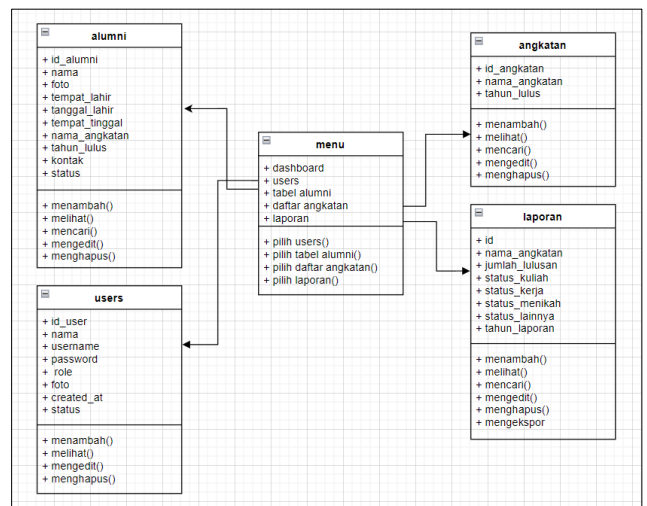 alumni
+ id_alumni
+ nama
+ foto
+ tempat_lahir
+ tanggal_lahir
+ tempat_tinggal
+ nama_angkatan
+ tahun_lulus
+ kontak
+ status
+ menambah()
+ melihat()
+ mencari()
+ mengedit()
+ menghapus()
users
+ id_user
+ nama
+ username
+ password
+ role
+ foto
+ created_at
+ status
+ menambah()
+ melihat()
+ mengedit()
+ menghapus()
menu
+ dashboard
+ users
+ tabel alumni
+ daftar angkatan
+ laporan
+ pilih users()
+ pilih tabel alumni()
+ pilih daftar angkatan()
+ pilih laporan()
angkatan
+ id_angkatan
+ nama_angkatan
+ tahun_lulus
+ menambah()
+ melihat()
+ mencari()
+ mengedit()
+ menghapus()
laporan
+ id
+ nama_angkatan
+ jumlah_lulusan
+ status_kuliah
+ status_kerja
+ status_menikah
+ status_lainnya
+ tahun_laporan
+ menambah()
+ melihat()
+ mencari()
+ mengedit()
+ menghapus()
+ mengekspor